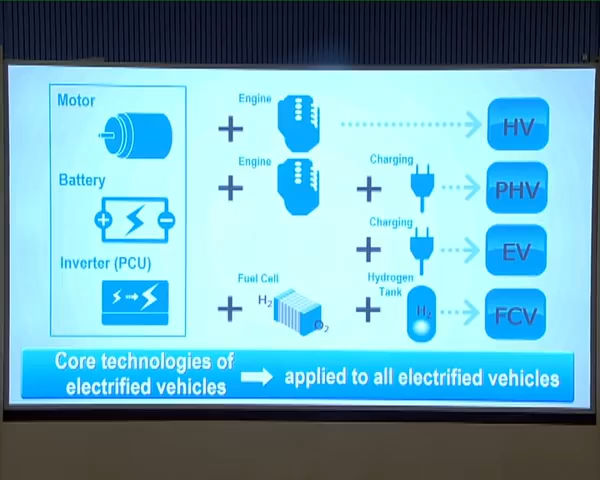 Motor
Engine
HV
Engine
Charging
Battery
PHV
Charging
EV
Inverter (PCU)
Fuel Cell
Hydrogen
Tank
H2
O2
H2
FCV
Core technologies of
electrified vehicles
applied to all electrified vehicles